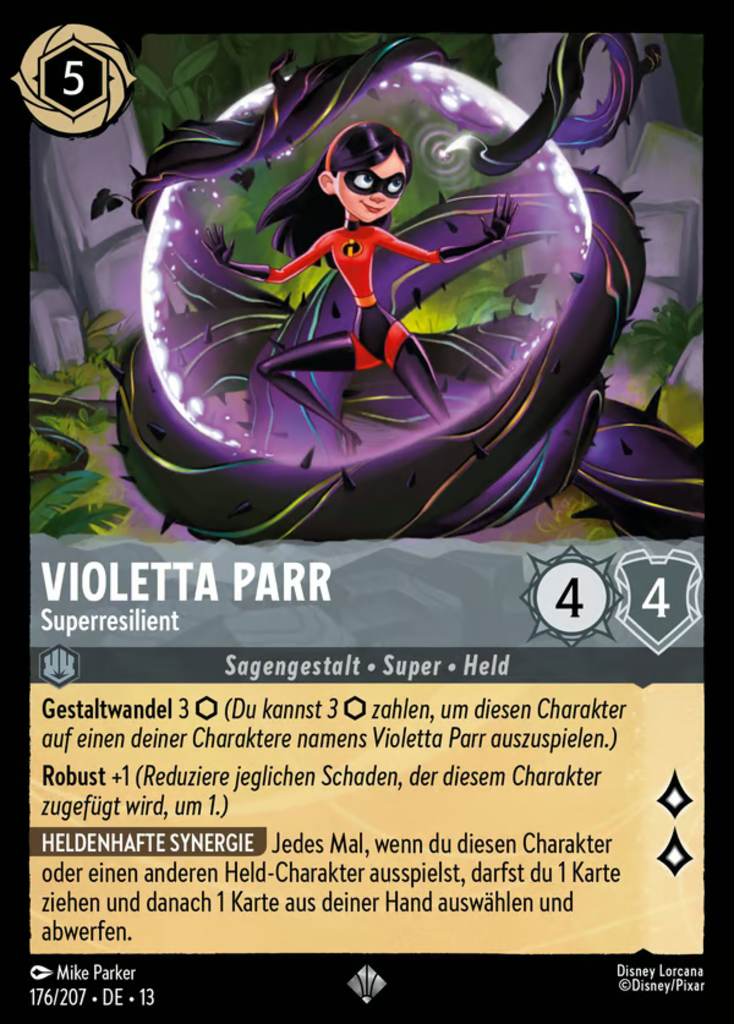 5
VIOLETTA PARR
Superresilient
4
4
Sagengestalt • Super • Held
Gestaltwandel 3 ⬡ (Du kannst 3 ⬡ zahlen, um diesen Charakter
auf einen deiner Charaktere namens Violetta Parr auszuspielen.)
Robust +1 (Reduziere jeglichen Schaden, der diesem Charakter
zugefügt wird, um 1.)
HELDENHAFTE SYNERGIE Jedes Mal, wenn du diesen Charakter
oder einen anderen Held-Charakter ausspielst, darfst du 1 Karte
ziehen und danach 1 Karte aus deiner Hand auswählen und
abwerfen.
Mike Parker
176/207 • DE • 13
Disney Lorcana
©Disney/Pixar